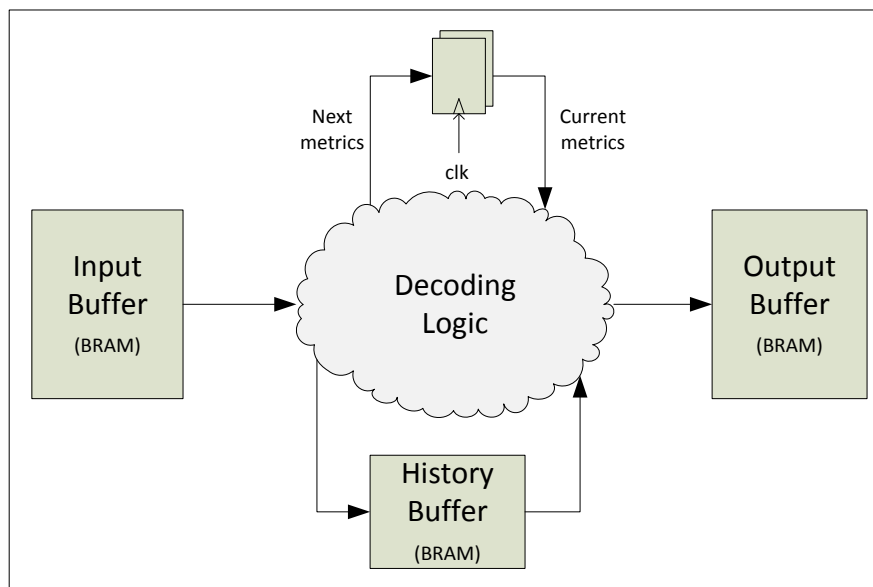 Next
metrics
Current
metrics
clk
Input
Buffer
(BRAM)
Decoding
Logic
Output
Buffer
(BRAM)
History
Buffer
(BRAM)